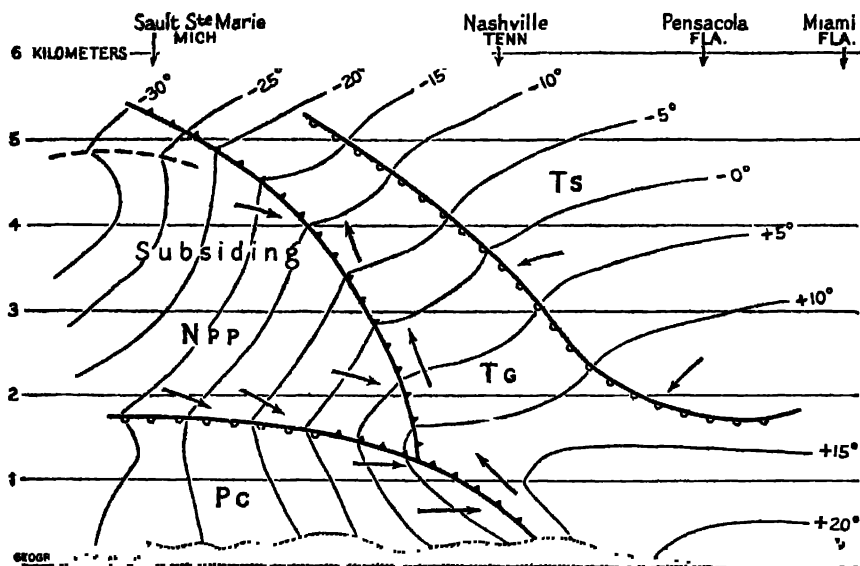 Sault Ste Marie
MICH
Nashville
TENN
Pensacola
FLA.
Miami
FLA.
6 KILOMETERS
-30°
-25°
-20°
-15
-10°
-5°
5
Ts
-0°
4
Subsiding
+5°
+10°
3
NPP
TG
2
+15°
1
Pc
+20°
GEOGR